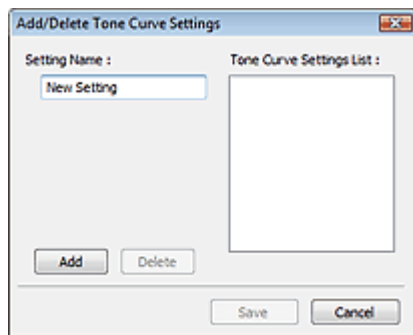 Add/Delete Tone Curve Settings
Setting Name :
Tone Curve Settings List :
New Setting
Add
Delete
Save
Cancel